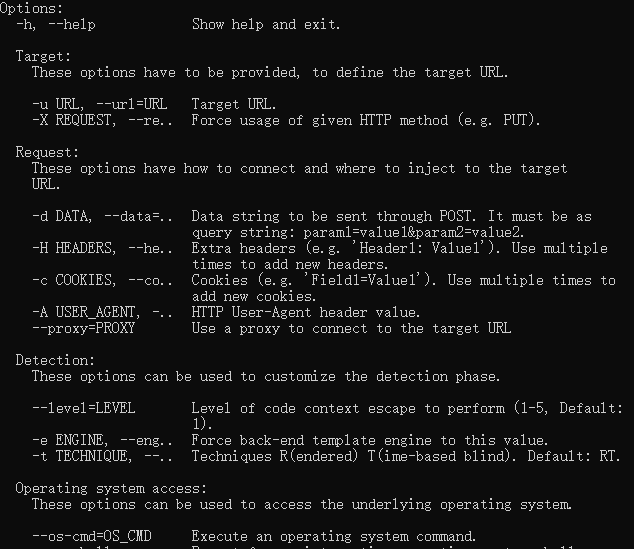 Options:
-h, --help Show help and exit.
Target:
These options have to be provided, to define the target URL.
-u URL, --url=URL Target URL.
-X REQUEST, --re.. Force usage of given HTTP method (e.g. PUT).
Request:
These options have how to connect and where to inject to the target
URL.
-d DATA, --data=.. Data string to be sent through POST. It must be as
query string: param1=value1&param2=value2.
-H HEADERS, --he.. Extra headers (e.g. 'Header1: Value1'). Use multiple
times to add new headers.
-c COOKIES, --co.. Cookies (e.g. 'Field1=Value1'). Use multiple times to
add new cookies.
-A USER_AGENT, -.. HTTP User-Agent header value.
--proxy=PROXY Use a proxy to connect to the target URL
Detection:
These options can be used to customize the detection phase.
--level=LEVEL Level of code context escape to perform (1-5, Default:
1).
-e ENGINE, --eng.. Force back-end template engine to this value.
-t TECHNIQUE, --.. Techniques R(endered) T(ime-based blind). Default: RT.
Operating system access:
These options can be used to access the underlying operating system.
--os-cmd=OS_CMD Execute an operating system command.